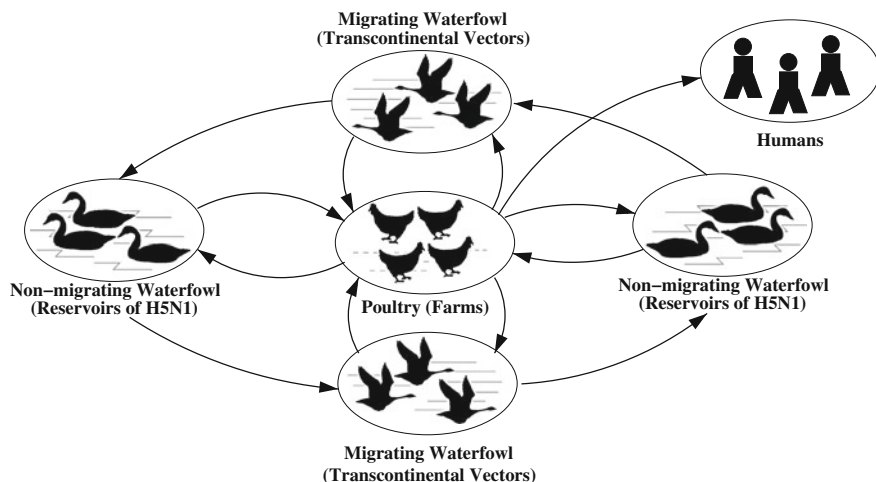 Migrating Waterfowl
(Transcontinental Vectors)
Humans
Non−migrating Waterfowl
(Reservoirs of H5N1)
Poultry (Farms)
Non−migrating Waterfowl
(Reservoirs of H5N1)
Migrating Waterfowl
(Transcontinental Vectors)